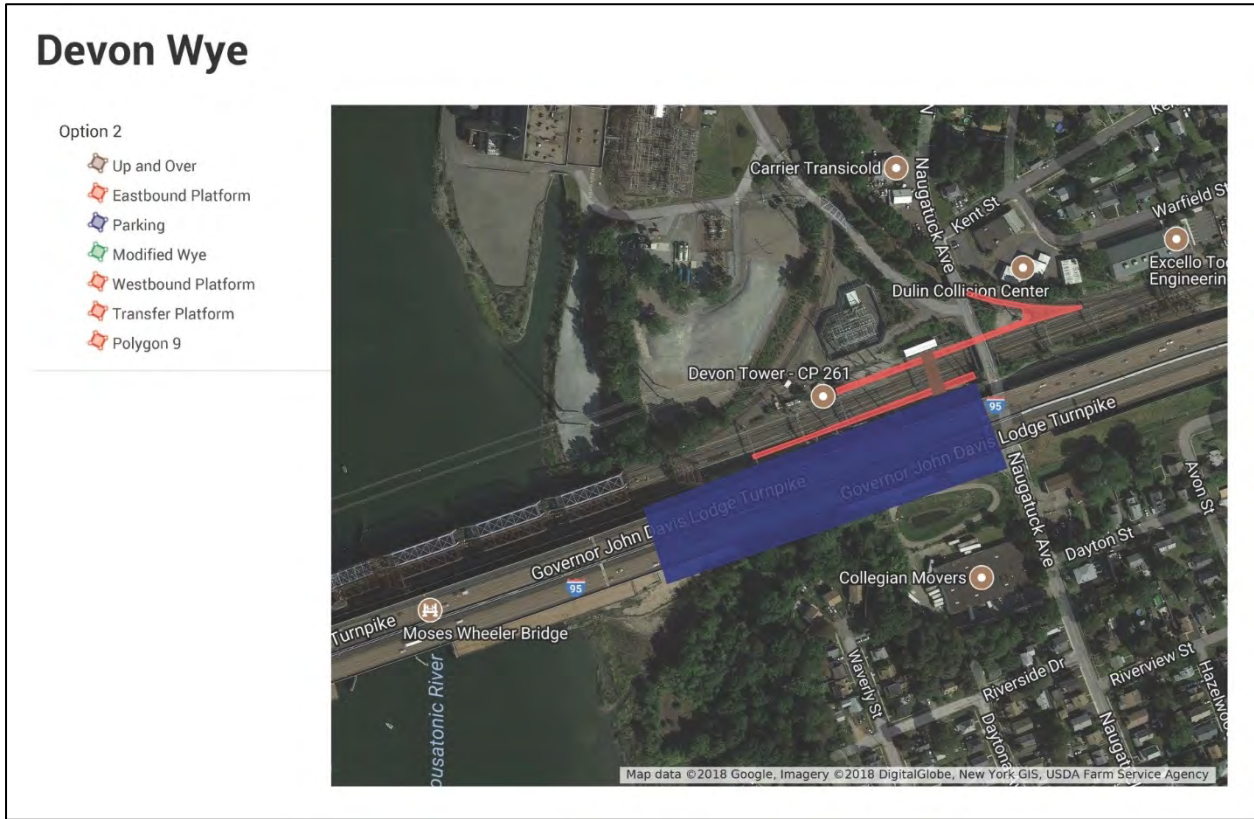 Devon Wye
Option 2
Up and Over
Eastbound Platform
Parking
Modified Wye
Westbound Platform
Transfer Platform
Polygon 9
Carrier Transicold
Naugatuck Ave
Kent St
Warfield St
Excello Too
Engineerin
Dulin Collision Center
Devon Tower - CP 261
95
Governor John Davis Lodge Turnpike
Governor John Davis Lodge Turnpike
Governor John Davis Lodge Turnpike
Naugatuck Ave
Avon St
Dayton St
Collegian Movers
95
Turnpike
Moses Wheeler Bridge
ousatonic River
Waverly St
Riverside Dr
Riverview St
Daytona
Naugat
Map data ©2018 Google, Imagery ©2018 DigitalGlobe, New York GIS, USDA Farm Service Agency